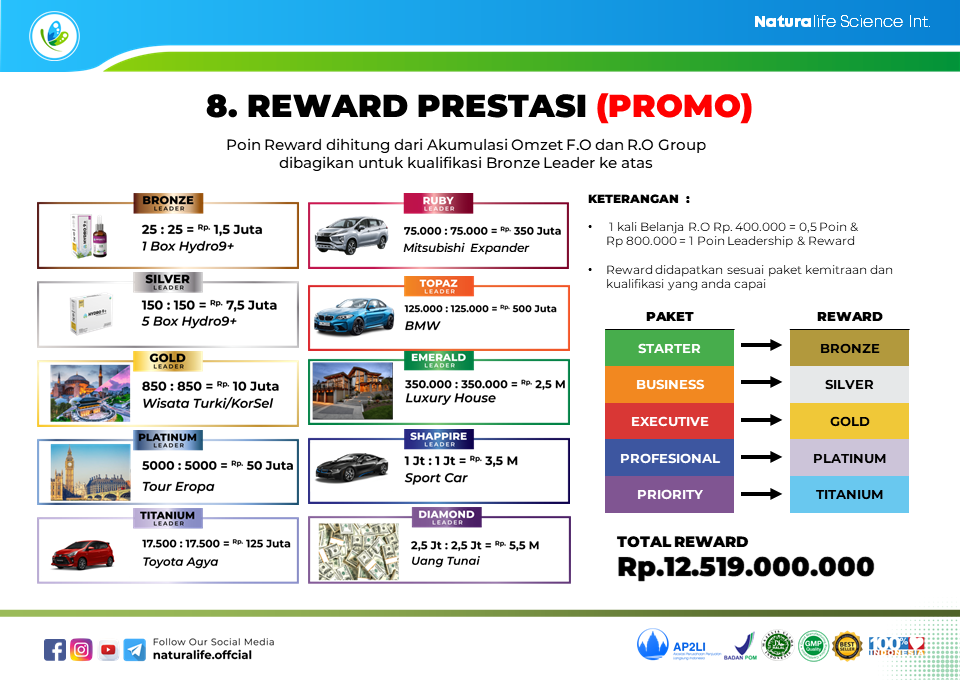 Naturalife Science Int.
8. REWARD PRESTASI (PROMO)
Poin Reward dihitung dari Akumulasi Omzet F.O dan R.O Group
dibagikan untuk kualifikasi Bronze Leader ke atas
BRONZE
LEADER
25 : 25 = Rp. 1,5 Juta
1 Box Hydro9+
SILVER
LEADER
150 : 150 = Rp. 7,5 Juta
5 Box Hydro9+
GOLD
LEADER
850 : 850 = Rp. 10 Juta
Wisata Turki/KorSel
PLATINUM
LEADER
5000 : 5000 = Rp. 50 Juta
Tour Eropa
TITANIUM
LEADER
17.500 : 17.500 = Rp. 125 Juta
Toyota Agya
RUBY
LEADER
75.000 : 75.000 = Rp. 350 Juta
Mitsubishi Expander
TOPAZ
LEADER
125.000 : 125.000 = Rp. 500 Juta
BMW
EMERALD
LEADER
350.000 : 350.000 = Rp. 2,5 M
Luxury House
SHAPPIRE
LEADER
1 Jt : 1 Jt = Rp. 3,5 M
Sport Car
DIAMOND
LEADER
2,5 Jt : 2,5 Jt = Rp. 5,5 M
Uang Tunai
KETERANGAN :
• 1 kali Belanja R.O Rp. 400.000 = 0,5 Poin &
Rp 800.000 = 1 Poin Leadership & Reward
• Reward didapatkan sesuai paket kemitraan dan
kualifikasi yang anda capai
PAKET REWARD
STARTER BRONZE
BUSINESS SILVER
EXECUTIVE GOLD
PROFESIONAL PLATINUM
PRIORITY TITANIUM
TOTAL REWARD
Rp.12.519.000.000
Follow Our Social Media
naturalife.offcial
AP2LI
BADAN POM
HALAL
GMP
Quality
BEST
SELLER
100%
INDONESIA